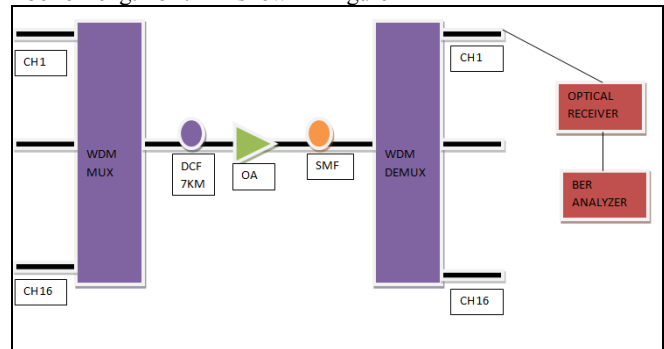 CH1
WDM
MUX
CH16
DCF
7KM
OA
SMF
WDM
DEMUX
CH1
CH16
OPTICAL
RECEIVER
BER
ANALYZER